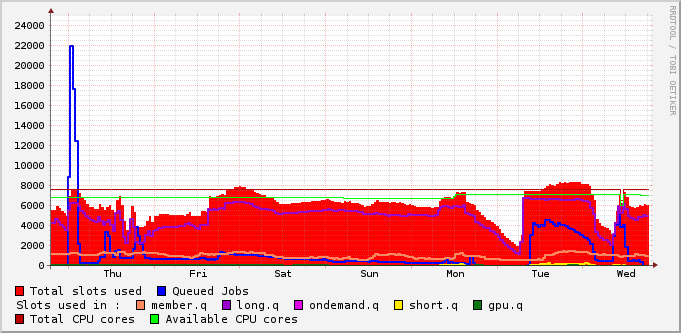 RRDTOOL / TOBI OETIKER
24000
22000
20000
18000
16000
14000
12000
10000
8000
6000
4000
2000
0
Thu Fri Sat Sun Mon Tue Wed
Total slots used Queued Jobs
Slots used in : member.q long.q ondemand.q short.q gpu.q
Total CPU cores Available CPU cores